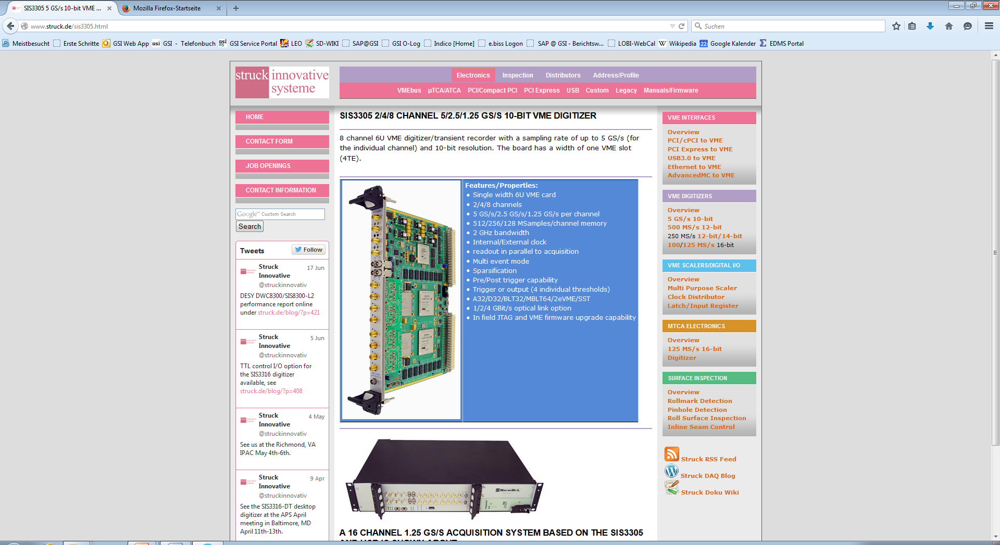 SIS3305 5 GS/s 10-bit VME ...
Mozilla Firefox-Startseite
www.struck.de/sis3305.html
Suchen
Meistbesucht
Erste Schritte
GSI Web App
GSI - Telefonbuch
GSI Service Portal
LEO
SD-WIKI
SAP@GSI
GSI O-Log
Indico [Home]
e.biss Logon
SAP @ GSI - Berichtsw...
LOBI-WebCal
Wikipedia
22 Google Kalender
EDMS Portal
struck innovative
systeme
Electronics Inspection Distributors Address/Profile
VMEbus µTCA/ATCA PCI/Compact PCI PCI Express USB Custom Legacy Manuals/Firmware
HOME
CONTACT FORM
JOB OPENINGS
CONTACT INFORMATION
Google™ Custom Search
Search
Tweets
Follow
Struck
Innovative
17 Jun
@struckinnovativ
DESY DWC8300/SIS8300-L2
performance report online
under struck.de/blog/?p=421
Struck
Innovative
5 Jun
@struckinnovativ
TTL control I/O option for
the SIS3316 digitizer
available, see
struck.de/blog/?p=408
Struck
Innovative
4 May
@struckinnovativ
See us at the Richmond, VA
IPAC May 4th-6th.
Struck
Innovative
9 Apr
@struckinnovativ
See the SIS3316-DT desktop
digitizer at the APS April
meeting in Baltimore, MD
April 11th-13th.
SIS3305 2/4/8 CHANNEL 5/2.5/1.25 GS/S 10-BIT VME DIGITIZER
8 channel 6U VME digitizer/transient recorder with a sampling rate of up to 5 GS/s (for
the individual channel) and 10-bit resolution. The board has a width of one VME slot
(4TE).
Features/Properties:
Single width 6U VME card
2/4/8 channels
5 GS/s/2.5 GS/s/1.25 GS/s per channel
512/256/128 MSamples/channel memory
2 GHz bandwidth
Internal/External clock
readout in parallel to acquisition
Multi event mode
Sparsification
Pre/Post trigger capability
Trigger or output (4 individual thresholds)
A32/D32/BLT32/MBLT64/2eVME/SST
1/2/4 GBit/s optical link option
In field JTAG and VME firmware upgrade capability
RoentDek
A 16 CHANNEL 1.25 GS/S ACQUISITION SYSTEM BASED ON THE SIS3305
VME INTERFACES
Overview
PCI/cPCI to VME
PCI Express to VME
USB3.0 to VME
Ethernet to VME
AdvancedMC to VME
VME DIGITIZERS
Overview
5 GS/s 10-bit
500 MS/s 12-bit
250 MS/s 12-bit/14-bit
100/125 MS/s 16-bit
VME SCALERS/DIGITAL I/O
Overview
Multi Purpose Scaler
Clock Distributor
Latch/Input Register
MTCA ELECTRONICS
Overview
125 MS/s 16-bit
Digitizer
SURFACE INSPECTION
Overview
Rollmark Detection
Pinhole Detection
Roll Surface Inspection
Inline Seam Control
Struck RSS Feed
Struck DAQ Blog
Struck Doku Wiki